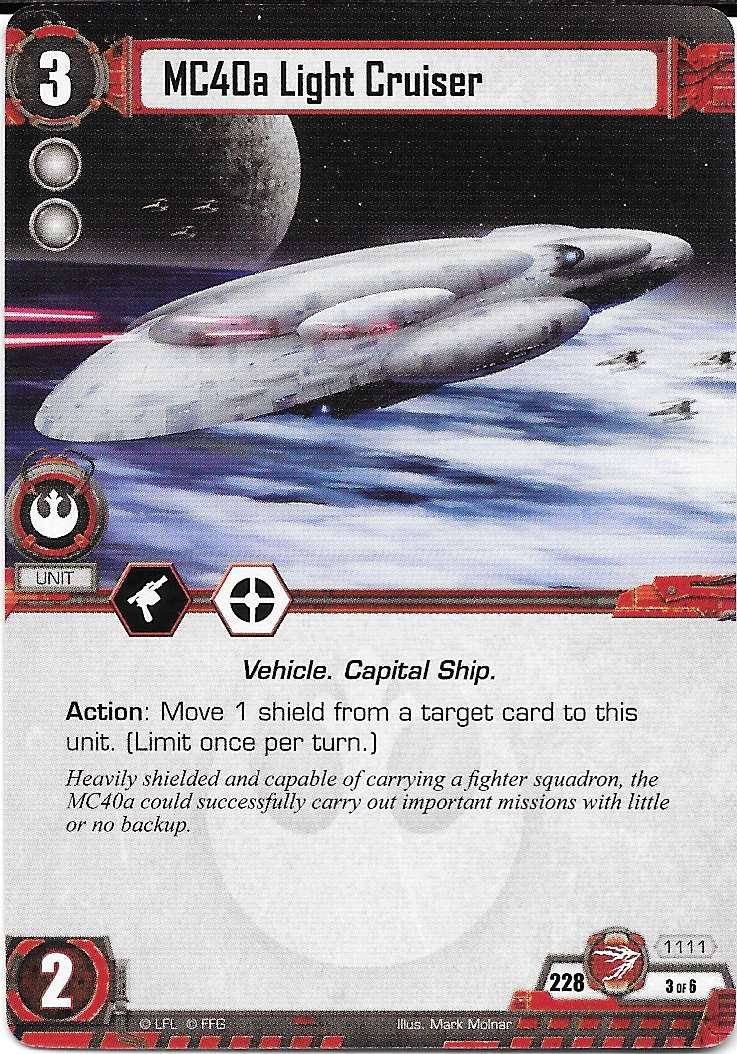 3
MC40a Light Cruiser
UNIT
Vehicle. Capital Ship.
Action: Move 1 shield from a target card to this
unit. (Limit once per turn.)
Heavily shielded and capable of carrying a fighter squadron, the
MC40a could successfully carry out important missions with little
or no backup.
2
1111
228
3 OF 6
© LFL © FFG
Illus. Mark Molnar